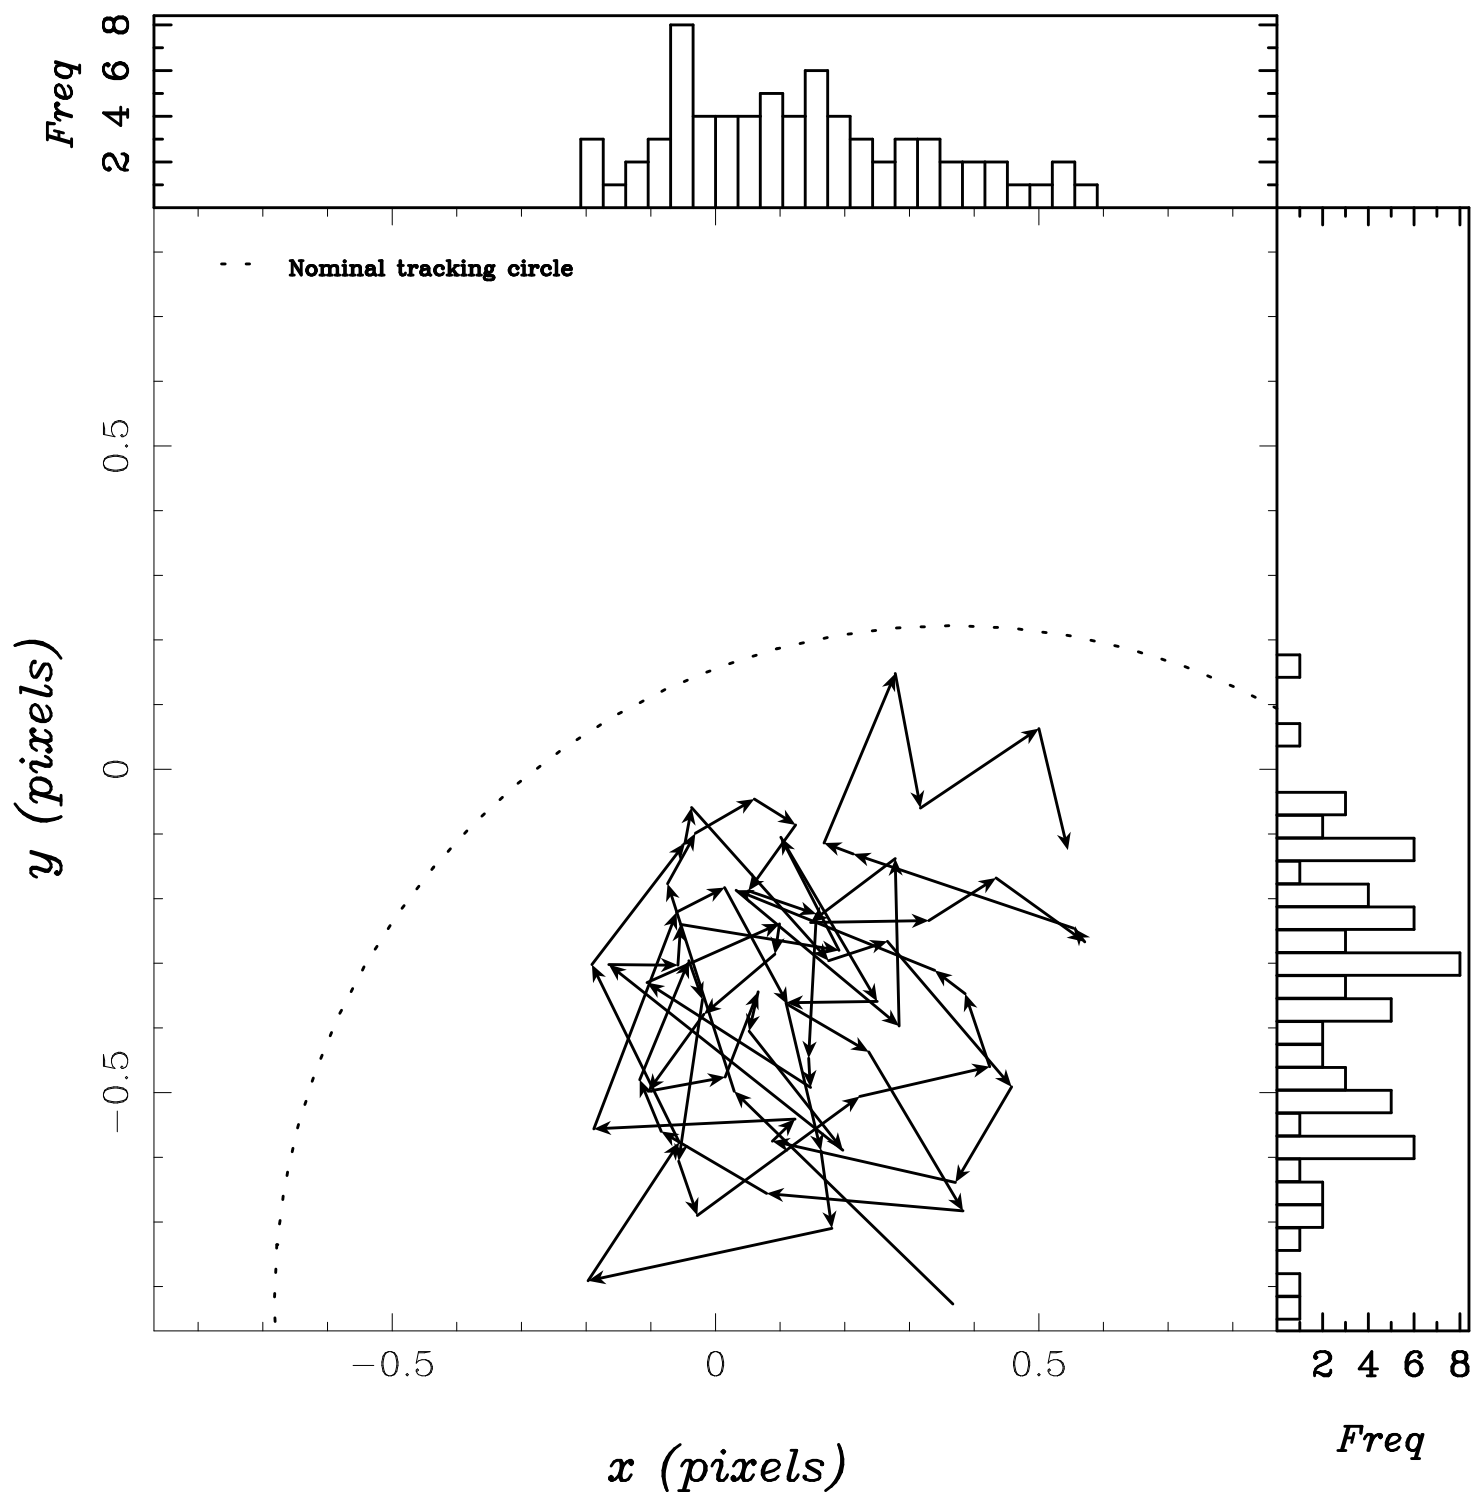 Freq
2 4 6 8
Nominal tracking circle
y (pixels)
0.5
0
−0.5
−0.5 0 0.5
x (pixels)
2 4 6 8
Freq